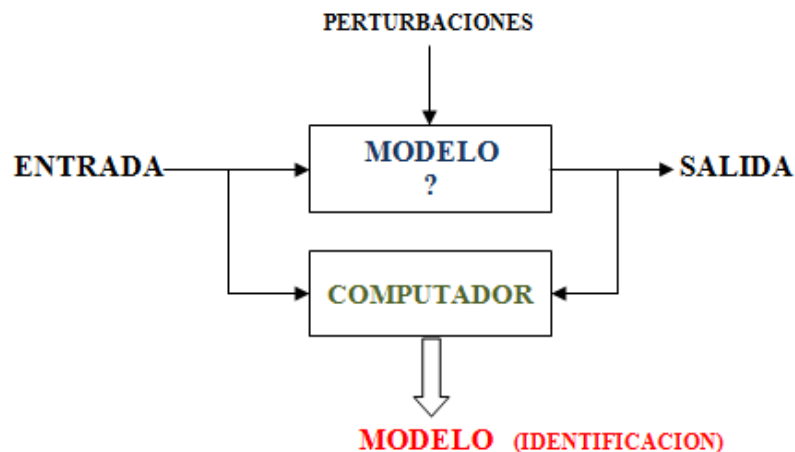 PERTURBACIONES
ENTRADA
MODELO
?
SALIDA
COMPUTADOR
MODELO (IDENTIFICACION)